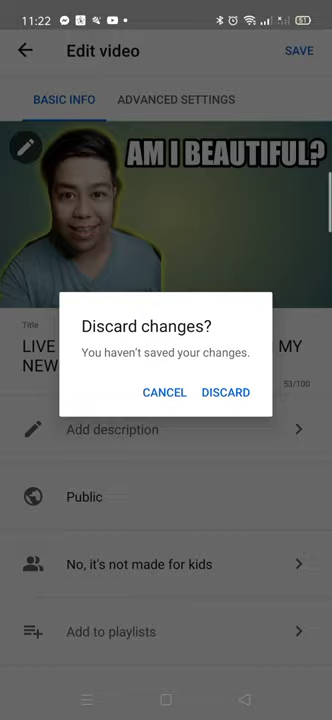 11:22
61
Edit video
SAVE
BASIC INFO
ADVANCED SETTINGS
AM I BEAUTIFUL?
Discard changes?
You haven't saved your changes.
CANCEL
DISCARD
Title
LIVE
MY
NEW
53/100
Add description
Public
No, it's not made for kids
Add to playlists